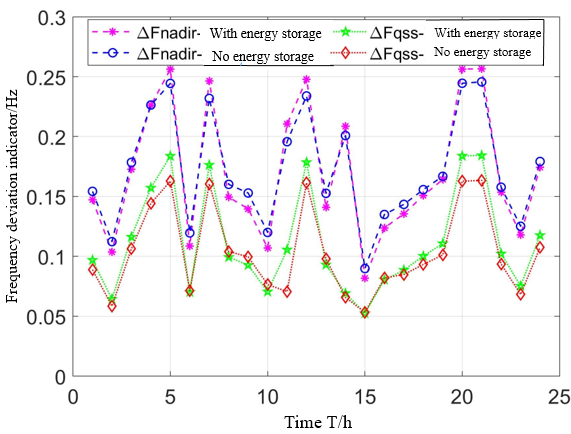 0.3
ΔFnadir- With energy storage ΔFqss- With energy storage
ΔFnadir- No energy storage ΔFqss- No energy storage
0.25
0.2
0.15
0.1
0.05
0
Frequency deviation indicator/Hz
0 5 10 15 20 25
Time T/h